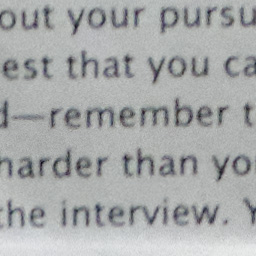 out your pursu
est that you ca
d—remember t
harder than yo
the interview. Y